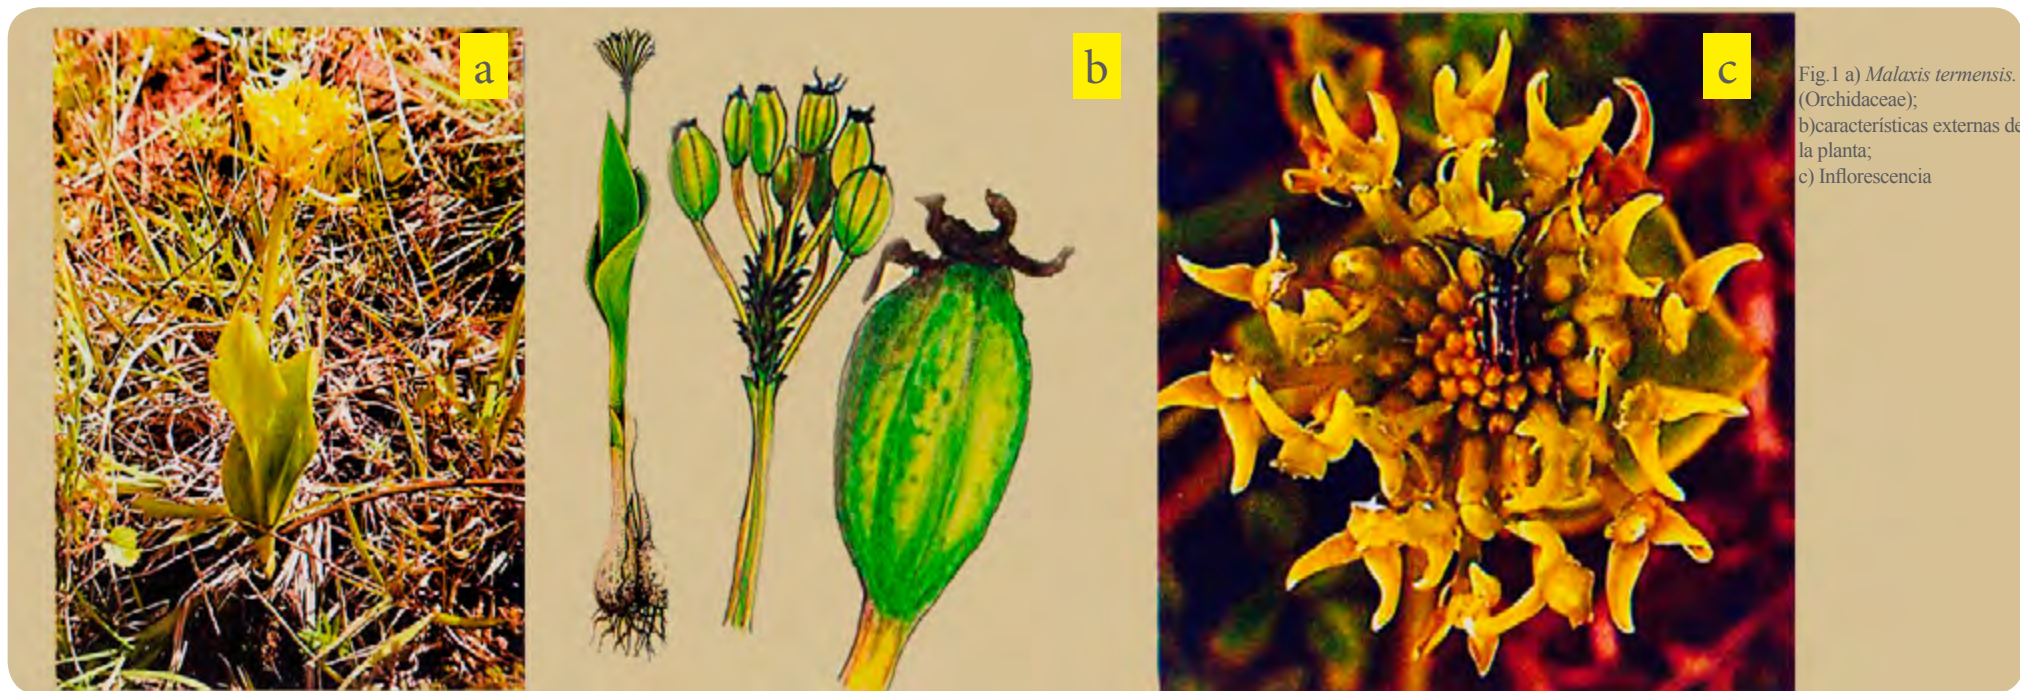 a
b
c
Fig.1 a) Malaxis termensis.
(Orchidaceae);
b)características externas de
la planta;
c) Inflorescencia